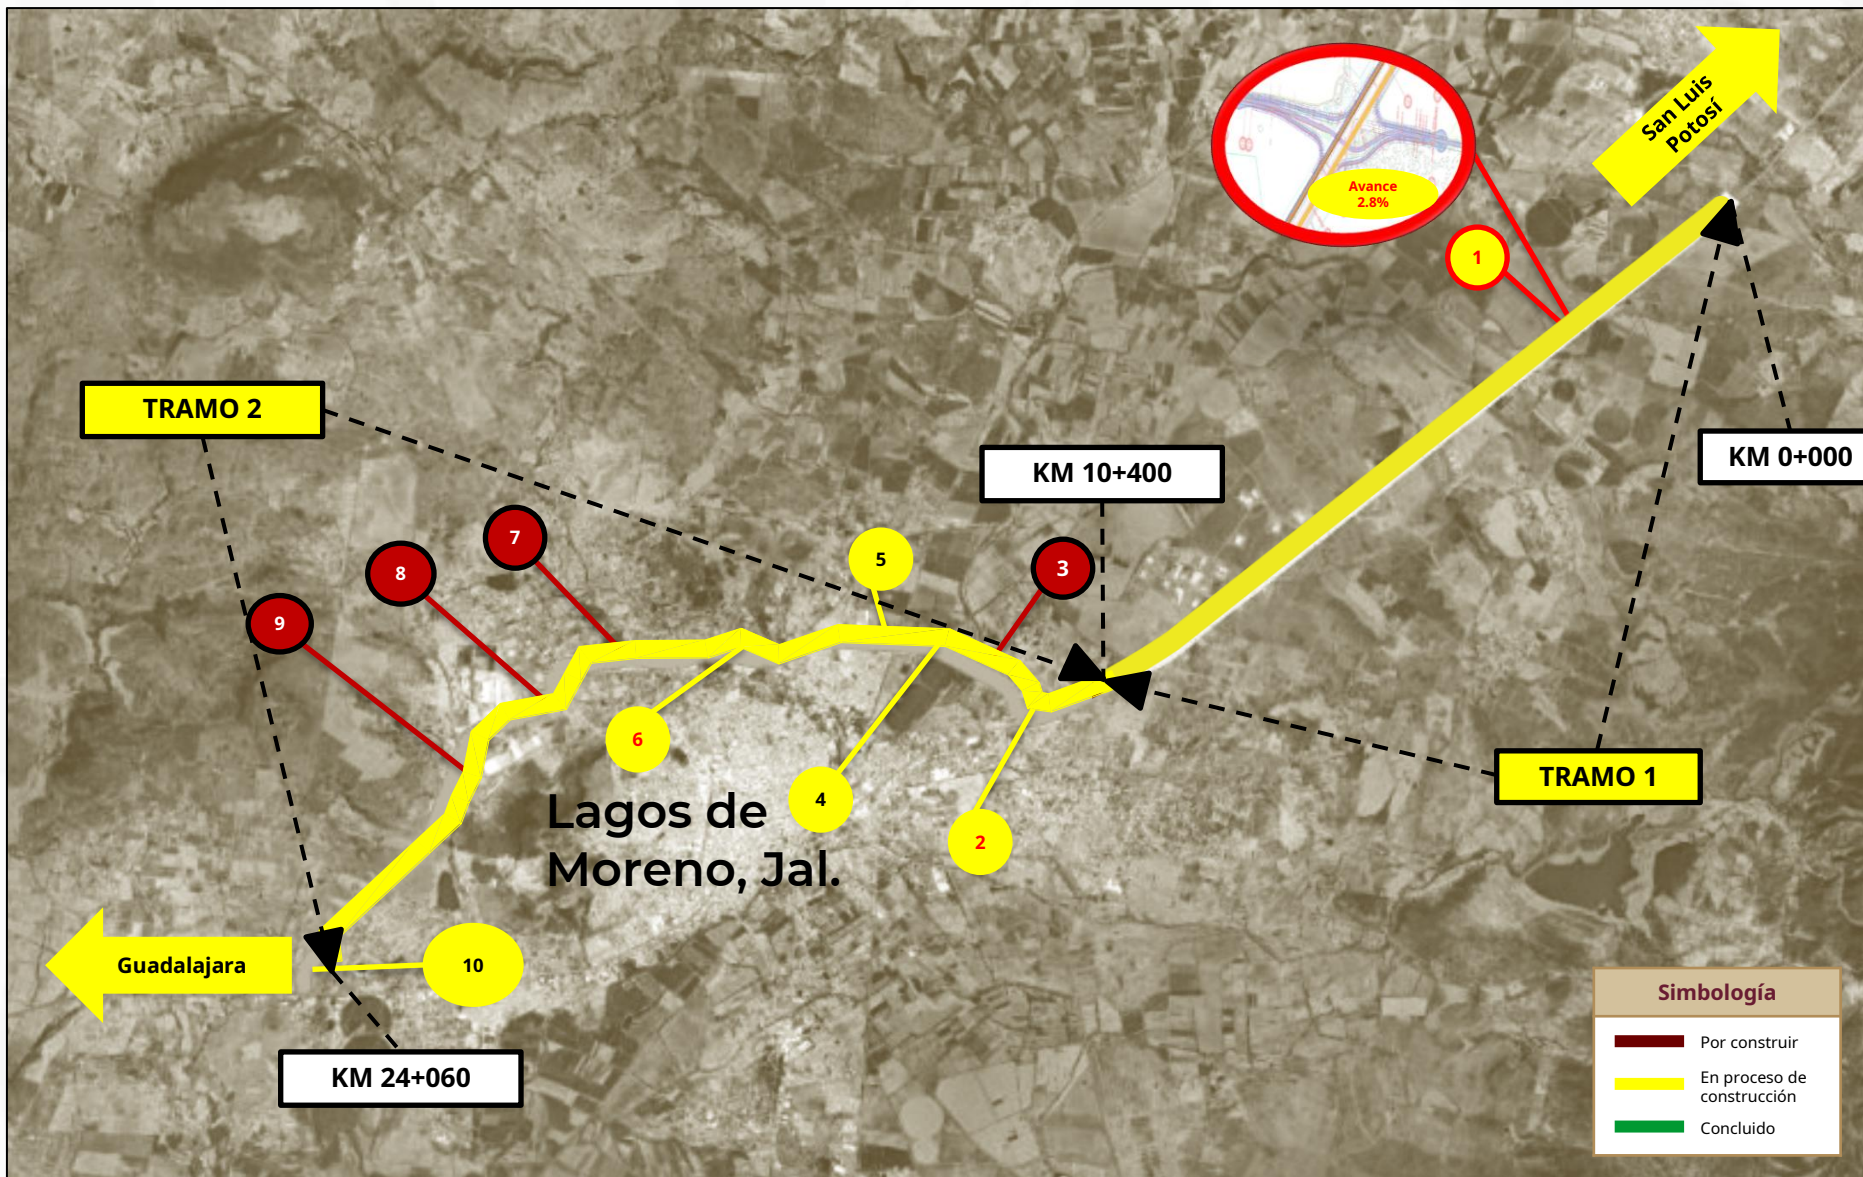 San Luis
Potosí
Avance
2.8%
1
TRAMO 2
KM 10+400
KM 0+000
7
5
3
8
9
6
4
2
TRAMO 1
Lagos de
Moreno, Jal.
Guadalajara
10
KM 24+060
Simbología
Por construir
En proceso de
construcción
Concluido